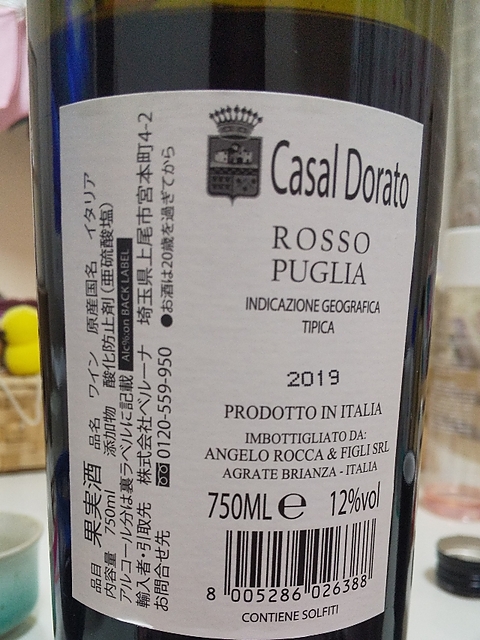 Casal Dorato
ROSSO
PUGLIA
INDICAZIONE GEOGRAFICA
TIPICA
2019
PRODOTTO IN ITALIA
IMBOTTIGLIATO DA:
ANGELO ROCCA & FIGLI SRL
AGRATE BRIANZA - ITALIA
750ML e 12%vol
8 005286 026388
CONTIENE SOLFITI
品目 果実酒 品名 ワイン 原産国名 イタリア
内容量 750ml 添加物 酸化防止剤(亜硫酸塩)
アルコール分は裏ラベルに記載 Alc%on BACK LABEL
輸入者・引取先 株式会社ベルーナ 埼玉県上尾市宮本町4-2
お問合せ先 0120-559-950 ●お酒は20歳を過ぎてから